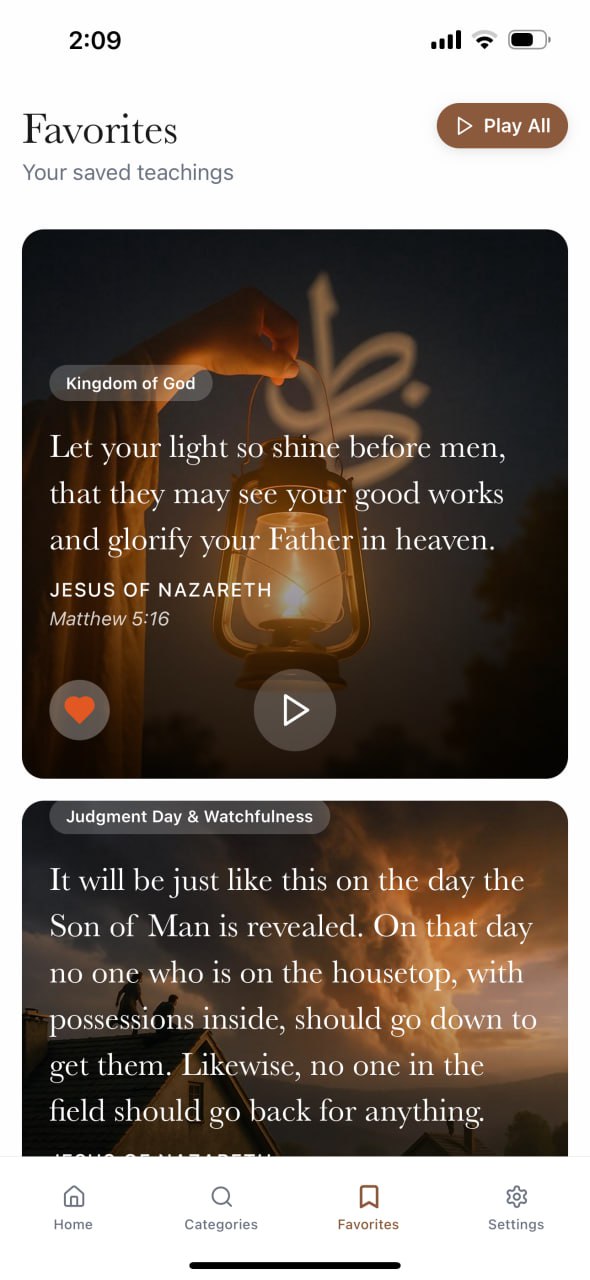 2:09
Favorites
Play All
Your saved teachings
Kingdom of God
Let your light so shine before men,
that they may see your good works
and glorify your Father in heaven.
JESUS OF NAZARETH
Matthew 5:16
Judgment Day & Watchfulness
It will be just like this on the day the
Son of Man is revealed. On that day
no one who is on the housetop, with
possessions inside, should go down to
get them. Likewise, no one in the
field should go back for anything.
JESUS OF NAZARETH
Home
Categories
Favorites
Settings